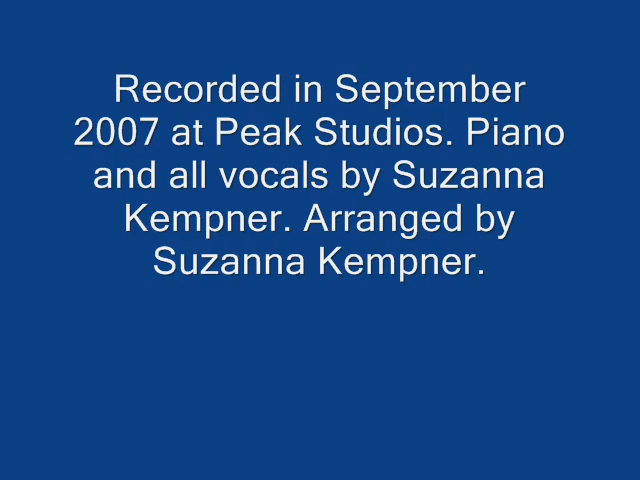 Recorded in September
2007 at Peak Studios. Piano
and all vocals by Suzanna
Kempner. Arranged by
Suzanna Kempner.